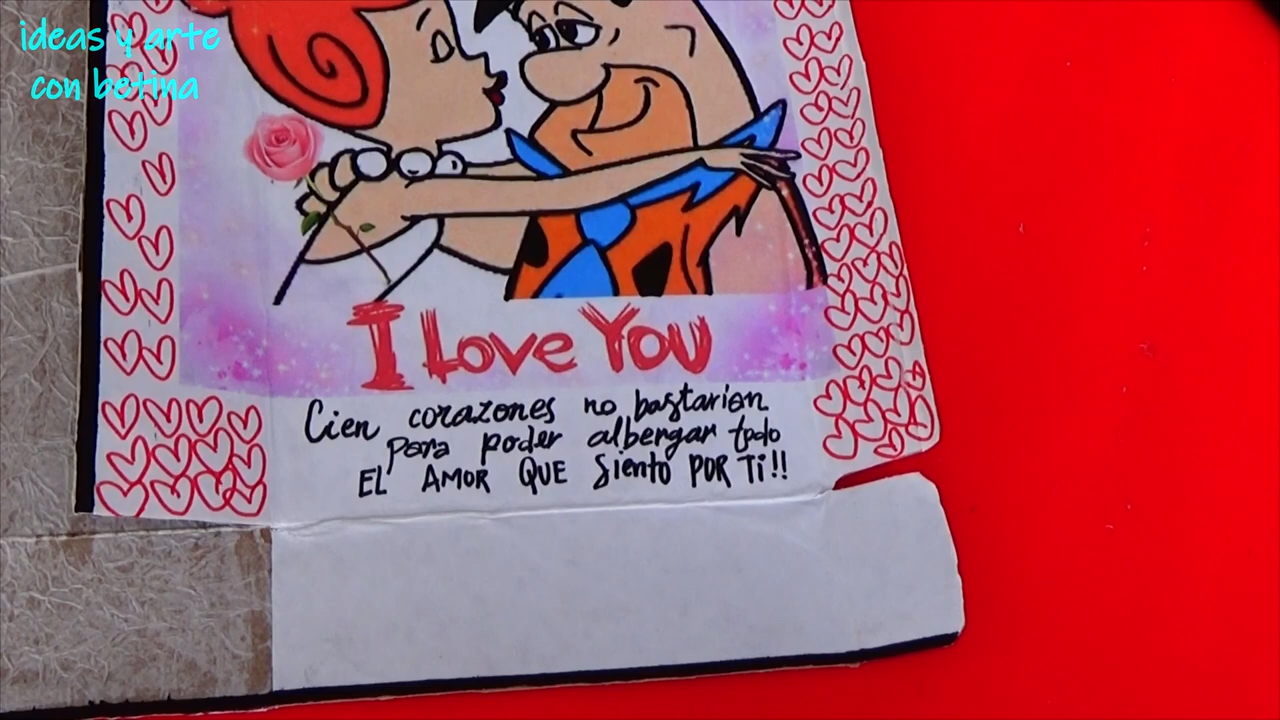 ideas y arte
con betina
I Love You
Cien corazones no bastarian
para poder albergar todo
EL AMOR QUE Siento POR Ti!!